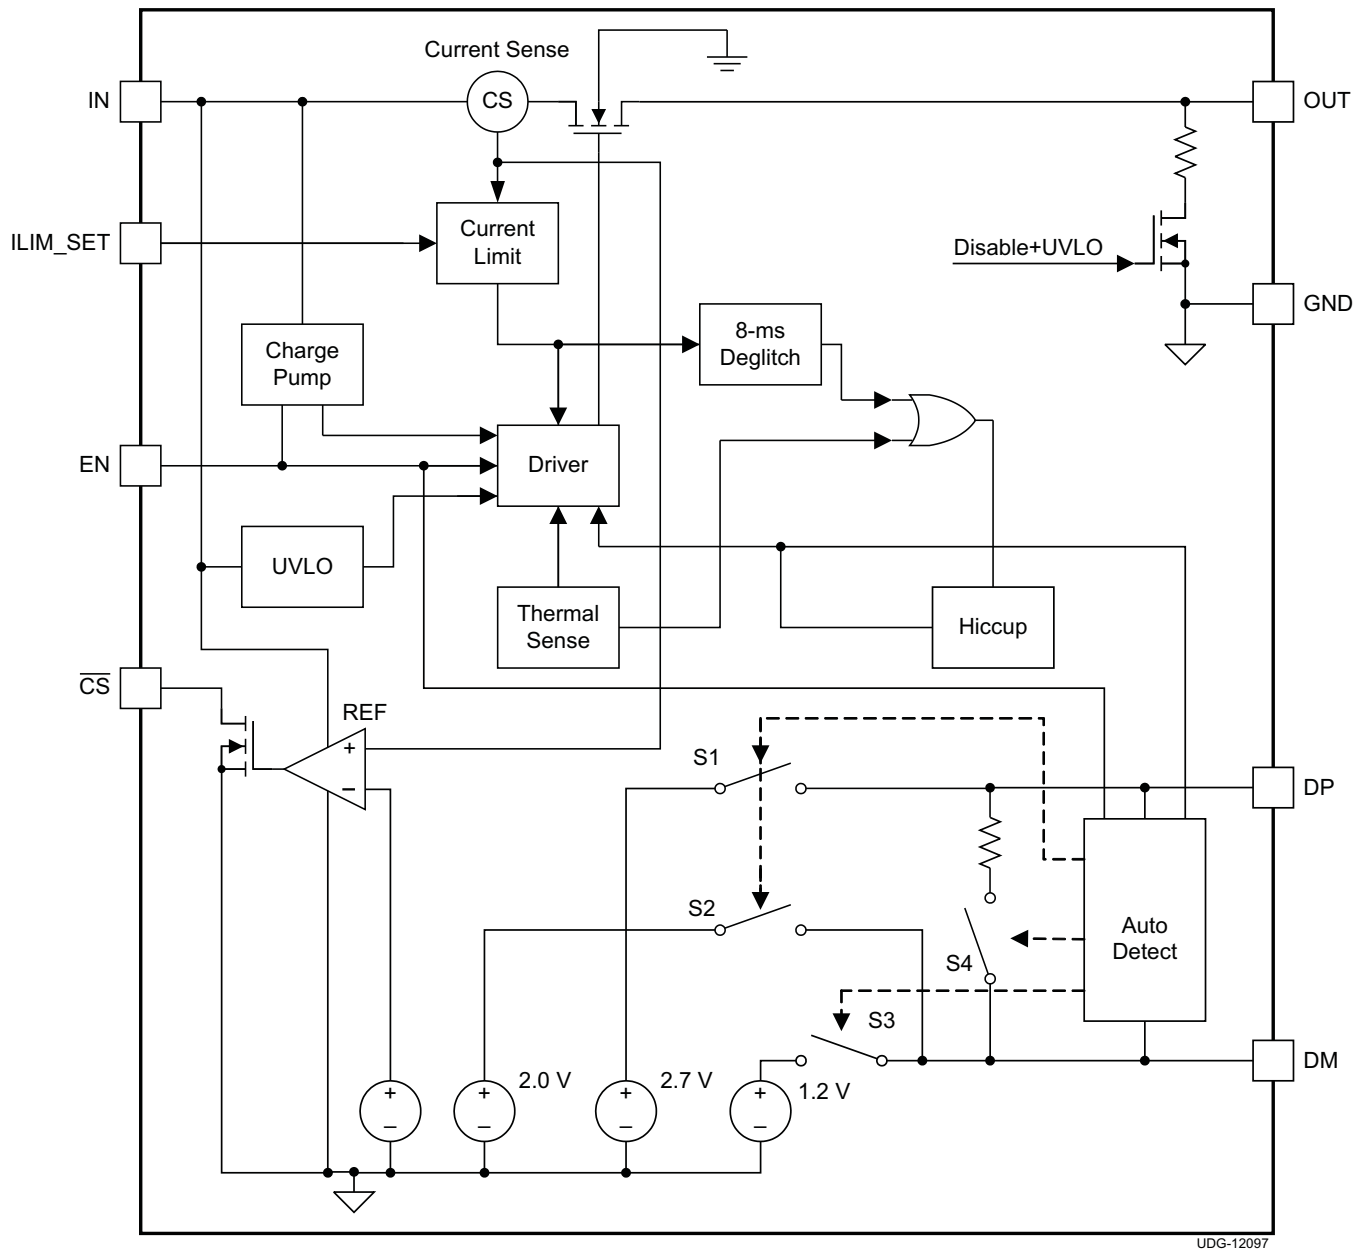 Current Sense
IN
CS
OUT
ILIM_SET
Current
Limit
Disable+UVLO
GND
8-ms
Deglitch
Charge
Pump
EN
Driver
UVLO
Thermal
Sense
Hiccup
CS
REF
+
–
S1
DP
S2
Auto
Detect
S4
S3
DM
2.0 V
2.7 V
1.2 V
+
–
+
–
+
–
+
–
UDG-12097